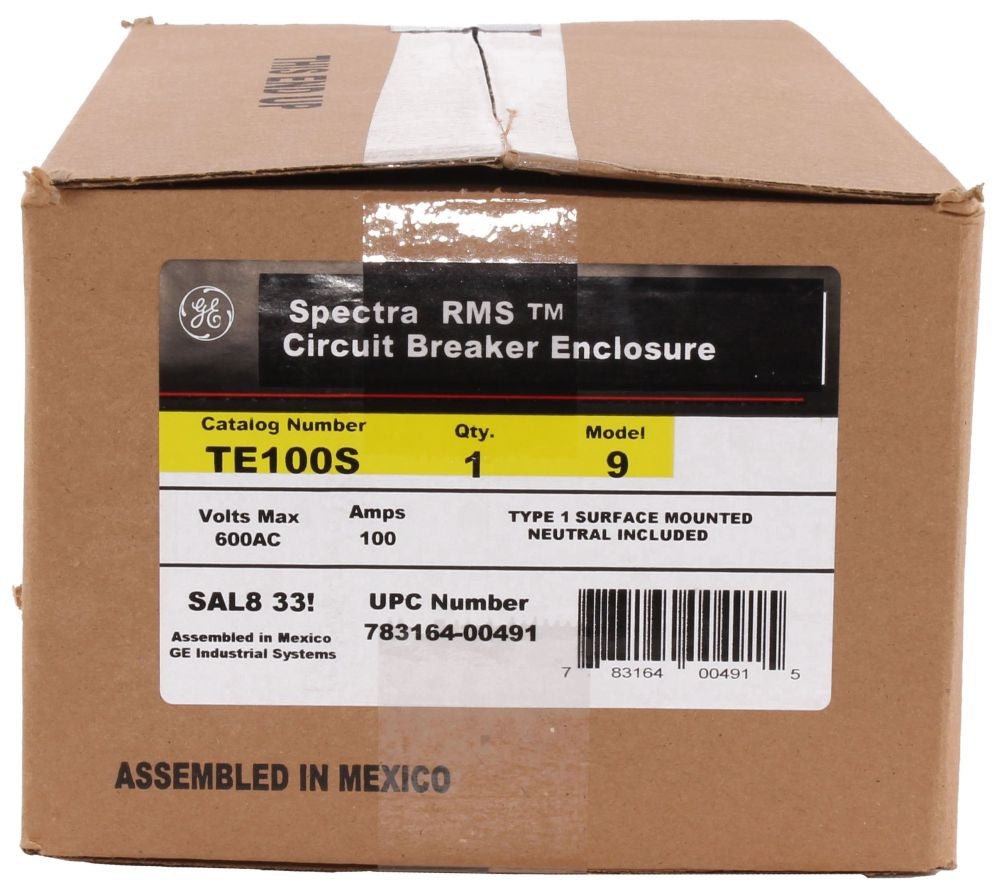 THIS END UP
GE
Spectra RMS TM
Circuit Breaker Enclosure
Catalog Number Qty. Model
TE100S 1 9
Volts Max Amps TYPE 1 SURFACE MOUNTED
600AC 100 NEUTRAL INCLUDED
SAL8 33! UPC Number
783164-00491
Assembled in Mexico
GE Industrial Systems
7 83164 00491 5
ASSEMBLED IN MEXICO